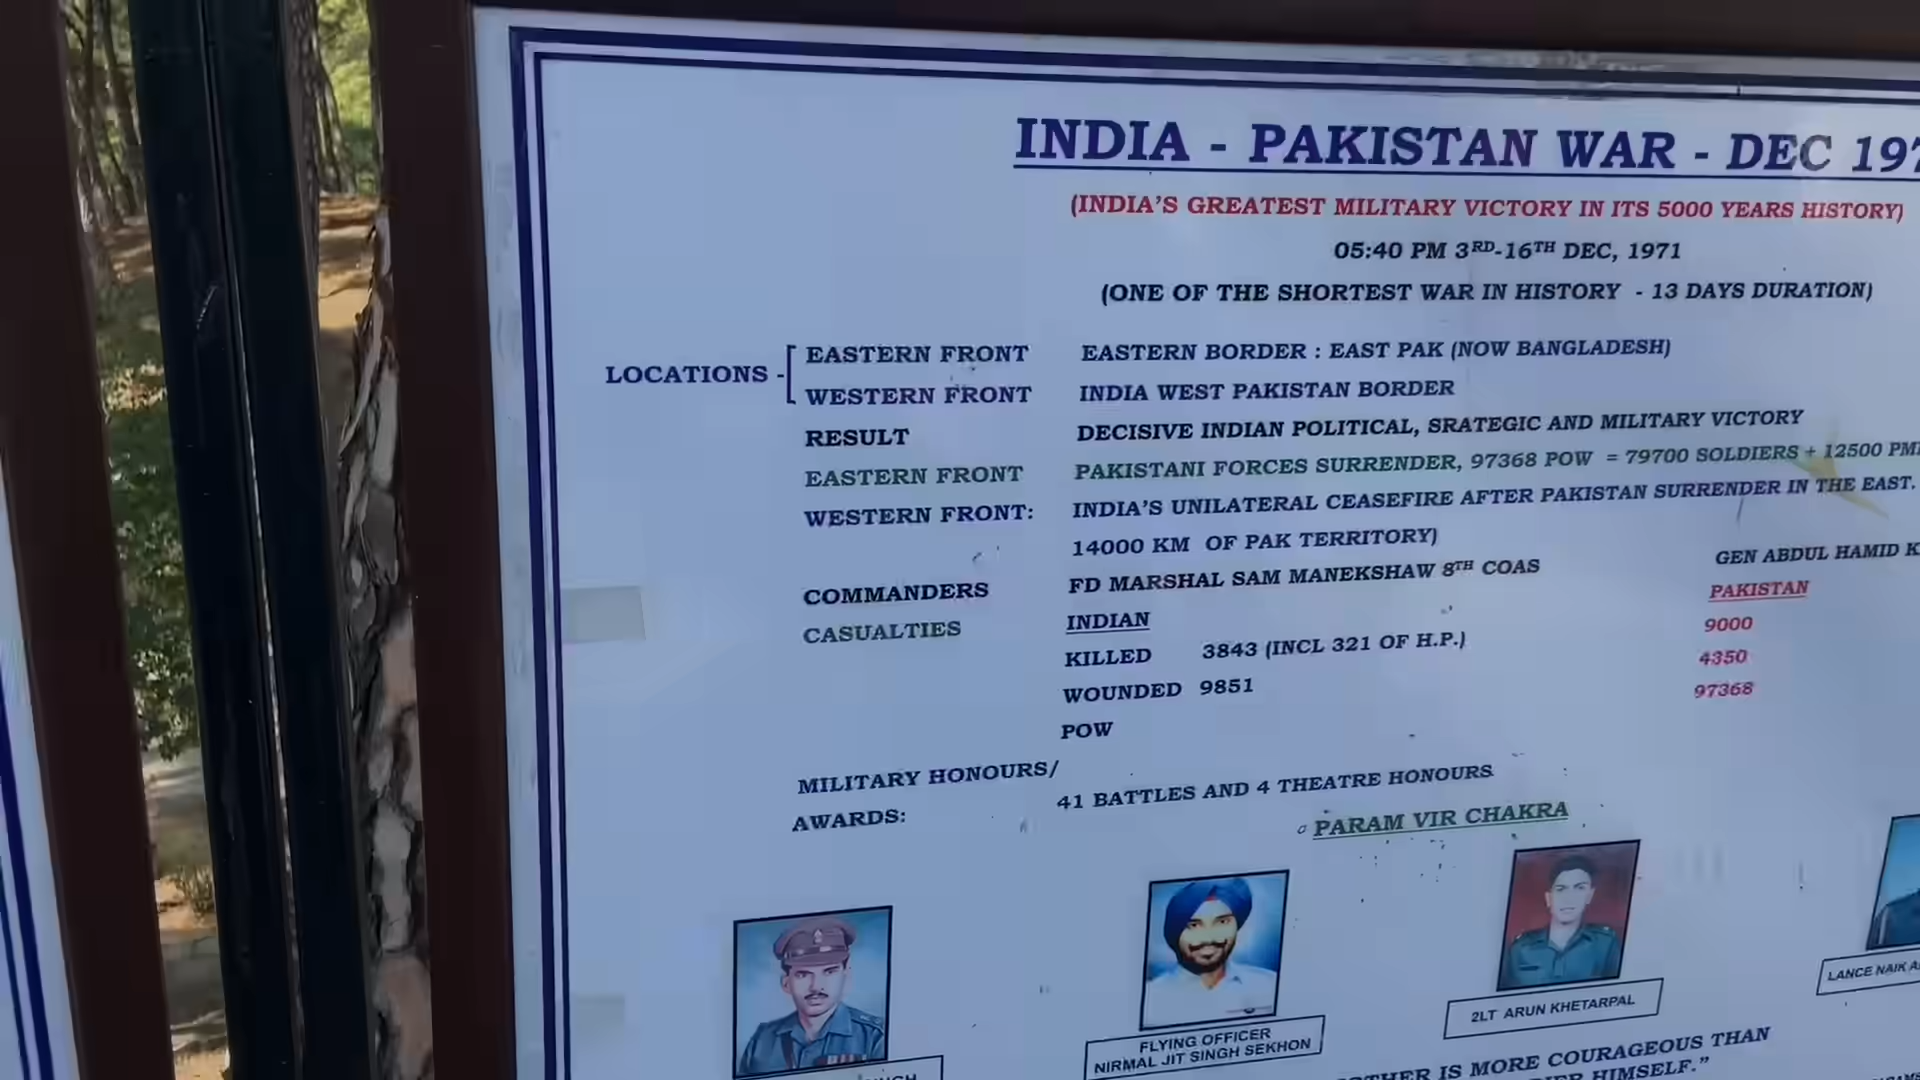 INDIA - PAKISTAN WAR - DEC 197
(INDIA'S GREATEST MILITARY VICTORY IN ITS 5000 YEARS HISTORY)
05:40 PM 3RD-16TH DEC, 1971
(ONE OF THE SHORTEST WAR IN HISTORY - 13 DAYS DURATION)
LOCATIONS - EASTERN FRONT EASTERN BORDER : EAST PAK (NOW BANGLADESH)
WESTERN FRONT INDIA WEST PAKISTAN BORDER
RESULT DECISIVE INDIAN POLITICAL, SRATEGIC AND MILITARY VICTORY
EASTERN FRONT PAKISTANI FORCES SURRENDER, 97368 POW = 79700 SOLDIERS + 12500
WESTERN FRONT: INDIA'S UNILATERAL CEASEFIRE AFTER PAKISTAN SURRENDER IN THE EAST.
14000 KM OF PAK TERRITORY)
COMMANDERS FD MARSHAL SAM MANEKSHAW 8TH COAS GEN ABDUL HAMID
CASUALTIES INDIAN PAKISTAN
KILLED 3843 (INCL 321 OF H.P.) 9000
WOUNDED 9851 4350
POW 97368
MILITARY HONOURS/
AWARDS: 41 BATTLES AND 4 THEATRE HONOURS
PARAM VIR CHAKRA
FLYING OFFICER
NIRMAL JIT SINGH SEKHON
2LT ARUN KHETARPAL
LANCE NAIK
IS MORE COURAGEOUS THAN
HIMSELF."